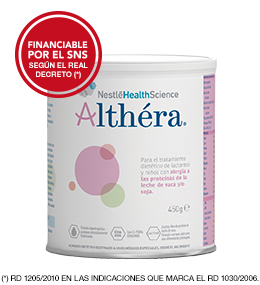 FINANCIABLE
POR EL SNS
SEGÚN EL REAL
DECRETO (*)
NestléHealthScience
Althéra®
Para el tratamiento
dietético de lactantes
y niños con alergia a
las proteínas de la
leche de vaca y/o
soja.
450g e
(*) RD 1205/2010 EN LAS INDICACIONES QUE MARCA EL RD 1030/2006.